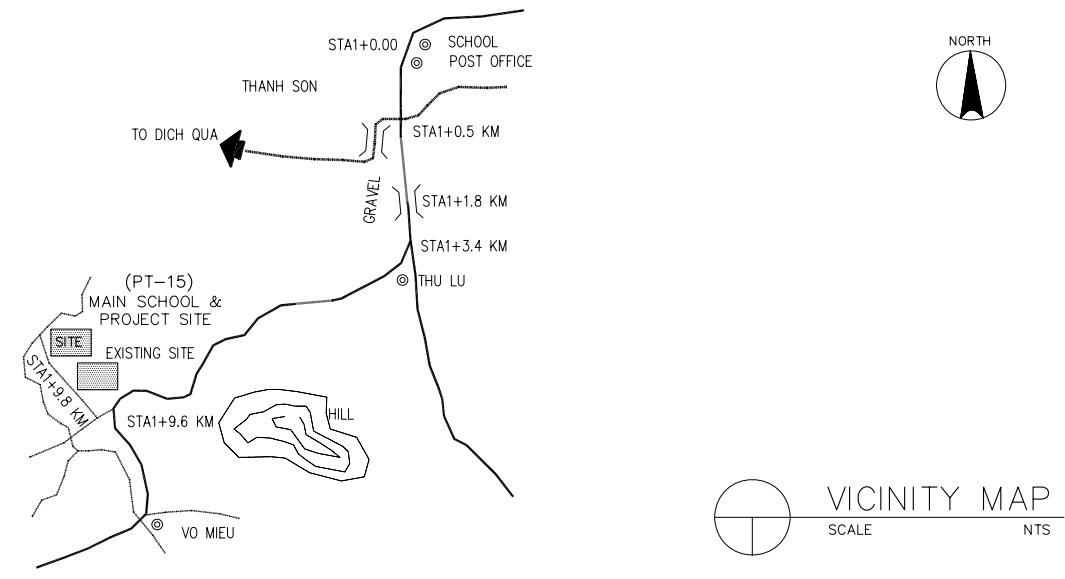 STA1+0.00
SCHOOL
POST OFFICE
NORTH
THANH SON
TO DICH QUA
STA1+0.5 KM
GRAVEL
STA1+1.8 KM
STA1+3.4 KM
THU LU
(PT-15)
MAIN SCHOOL &
PROJECT SITE
SITE
EXISTING SITE
STA1+9.8 KM
STA1+9.6 KM
HILL
VO MIEU
VICINITY MAP
SCALE
NTS